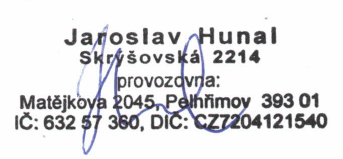 Jaroslav Hunal
Skrýšovská 2214
provozovna:
Matějkova 2045, Pelhřimov 393 01
IČ: 632 57 360, DIČ: CZ7204121540